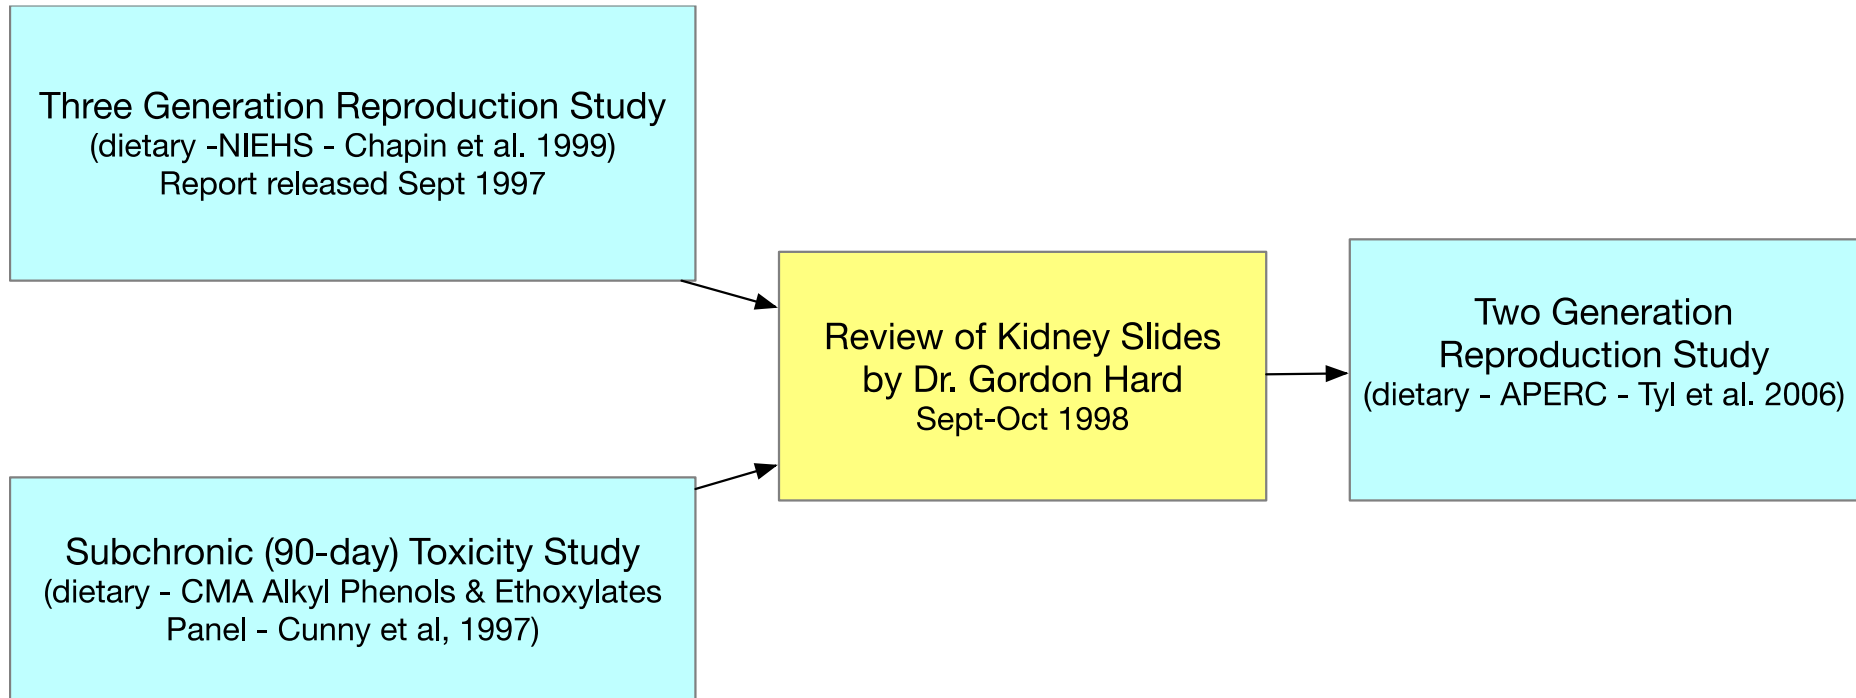 Three Generation Reproduction Study
(dietary -NIEHS - Chapin et al. 1999)
Report released Sept 1997
Subchronic (90-day) Toxicity Study
(dietary - CMA Alkyl Phenols & Ethoxylates
Panel - Cunny et al, 1997)
Review of Kidney Slides
by Dr. Gordon Hard
Sept-Oct 1998
Two Generation
Reproduction Study
(dietary - APERC - Tyl et al. 2006)